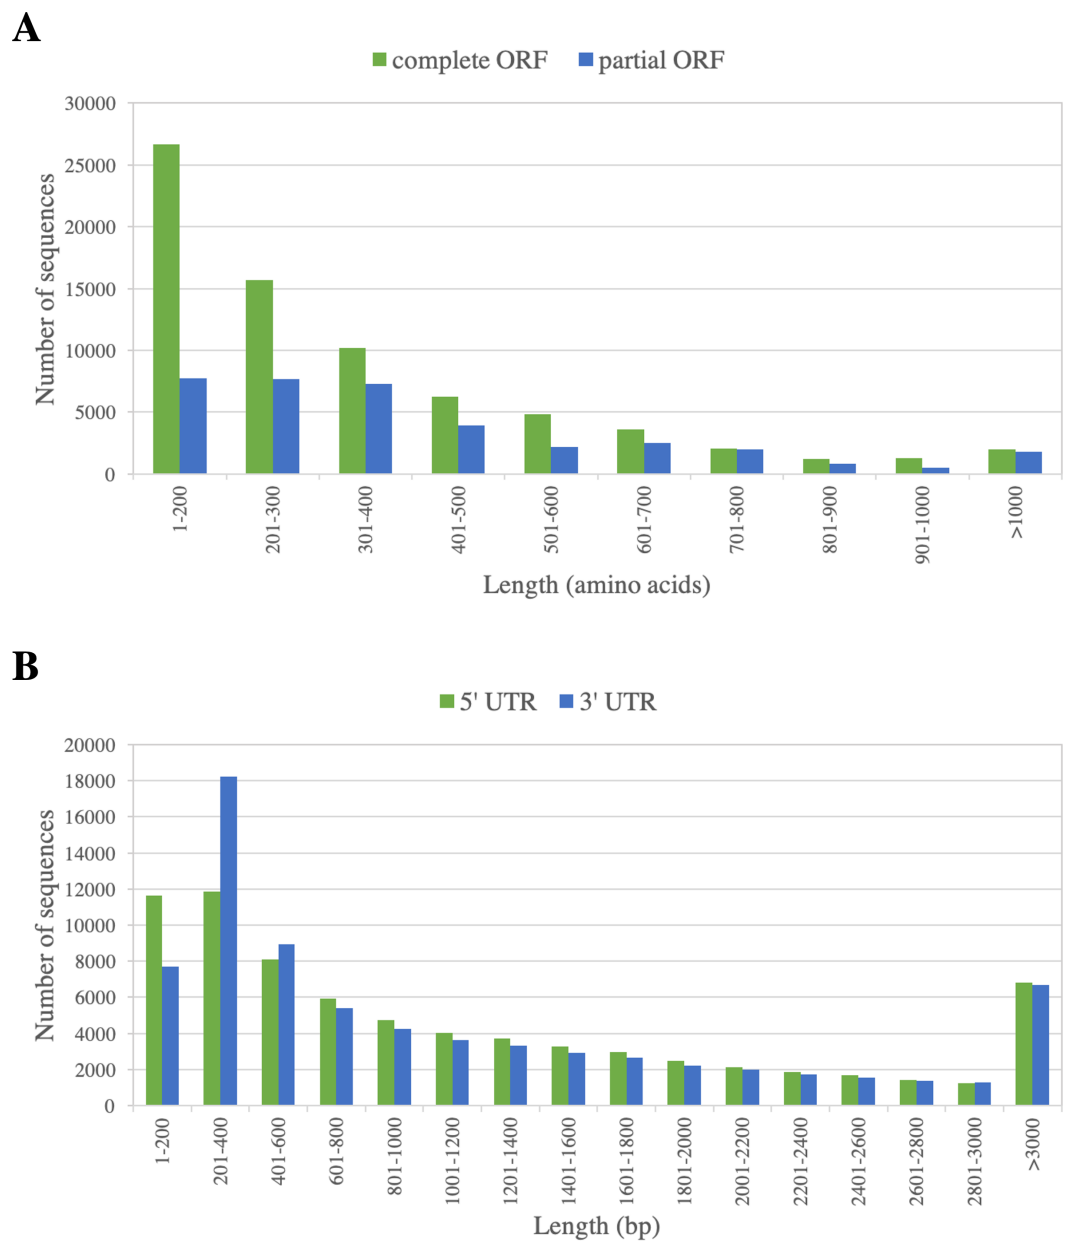 A
complete ORF partial ORF
30000
25000
20000
15000
10000
5000
0
Number of sequences
1-200 201-300 301-400 401-500 501-600 601-700 701-800 801-900 901-1000 >1000
Length (amino acids)
B
5' UTR 3' UTR
20000
18000
16000
14000
12000
10000
8000
6000
4000
2000
0
Number of sequences
1-200 201-400 401-600 601-800 801-1000 1001-1200 1201-1400 1401-1600 1601-1800 1801-2000 2001-2200 2201-2400 2401-2600 2601-2800 2801-3000 >3000
Length (bp)